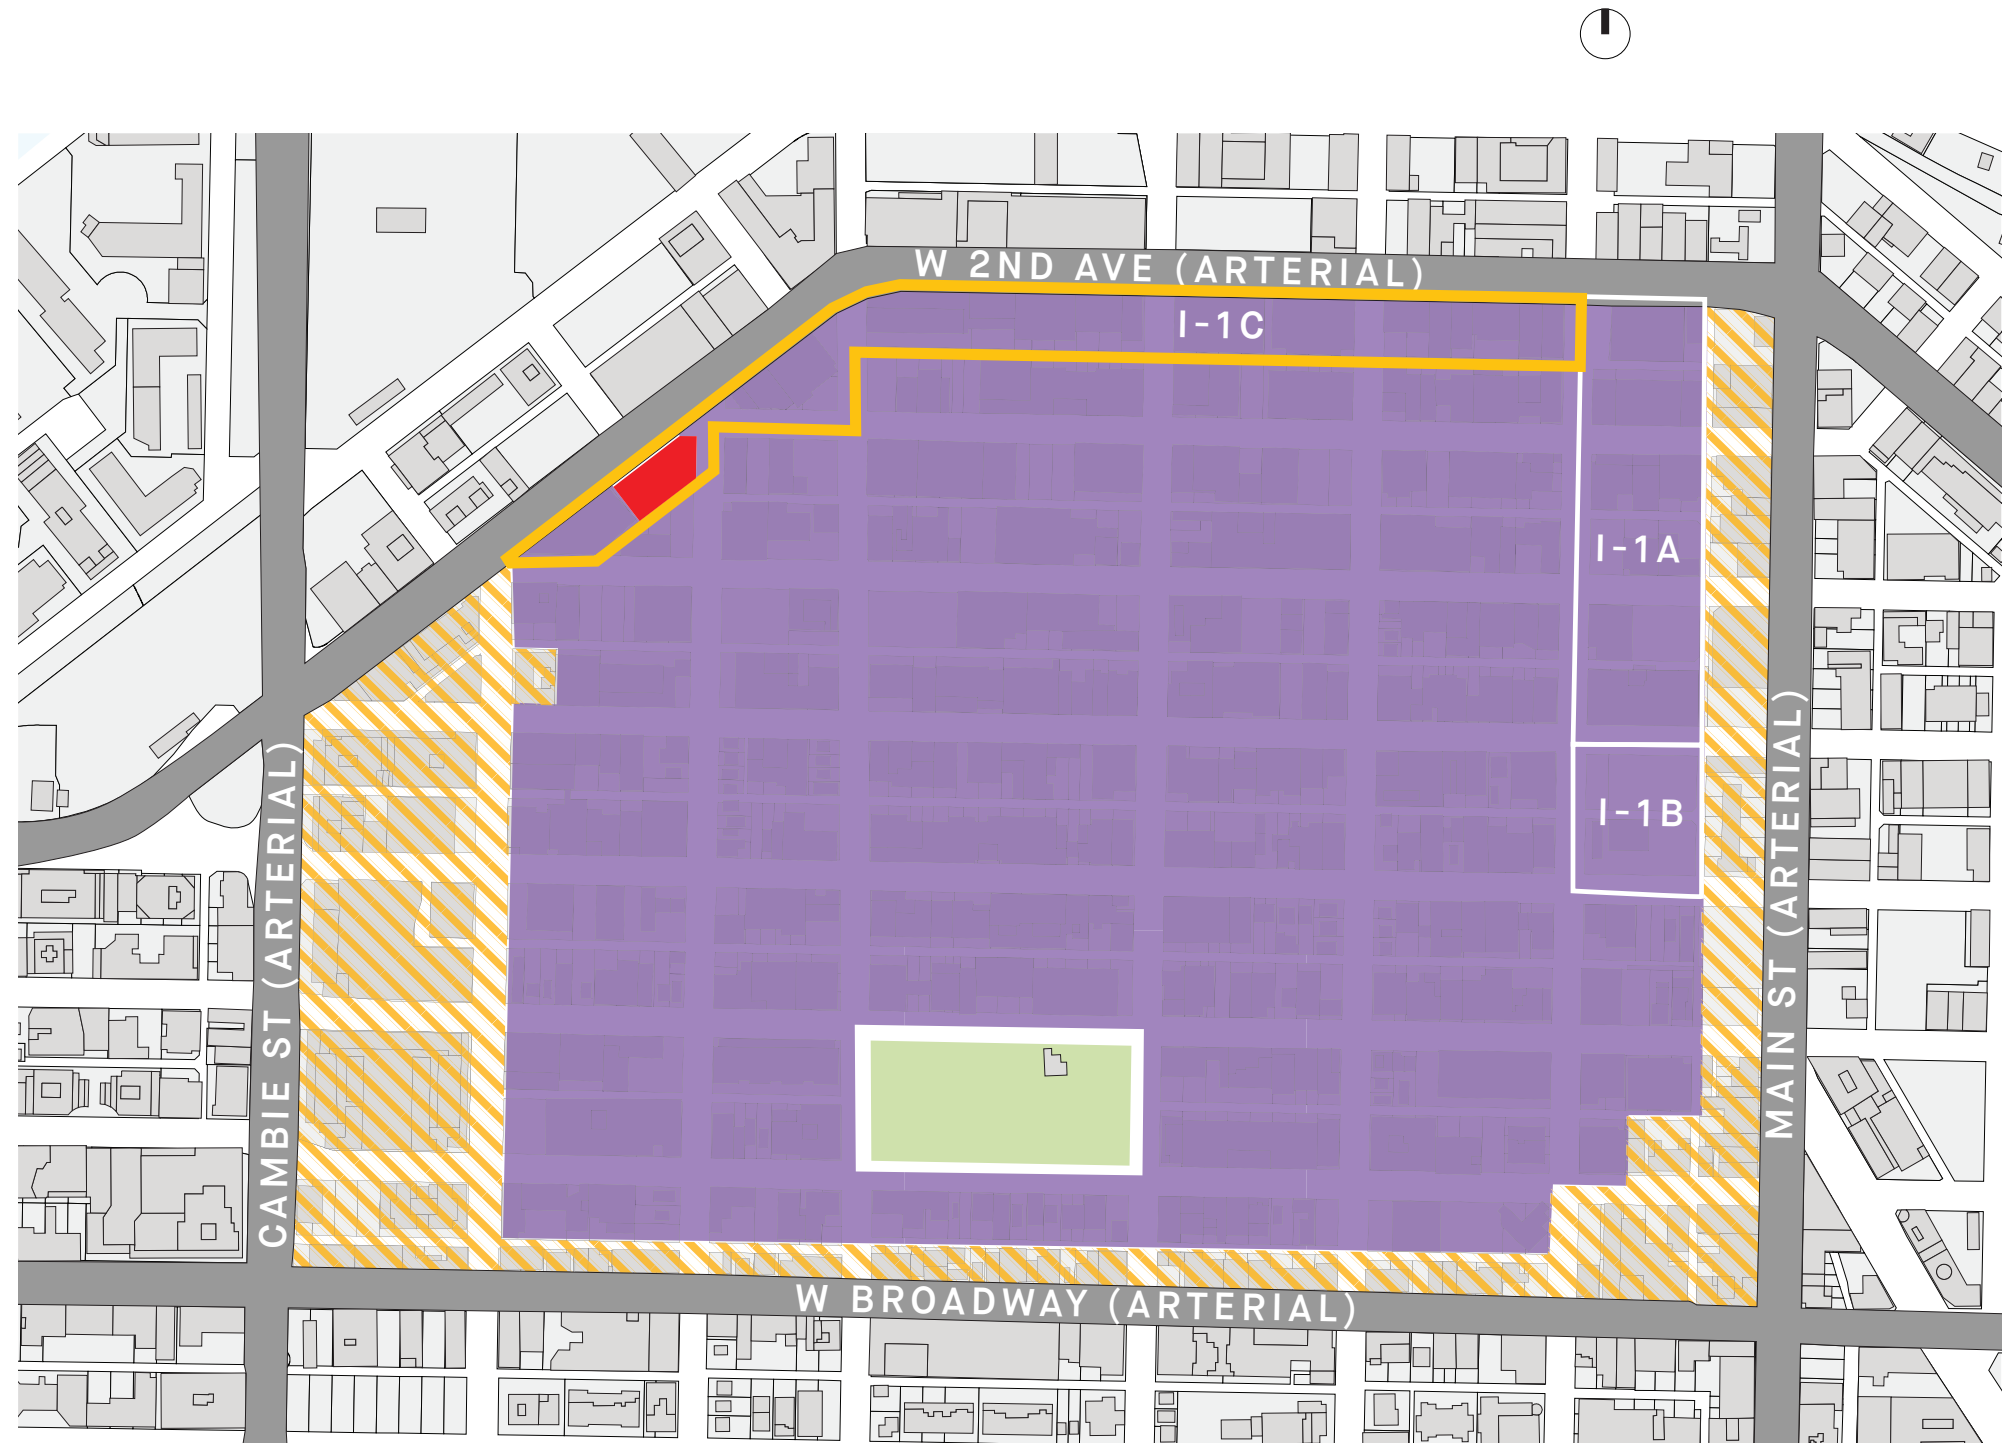 W 2ND AVE (ARTERIAL)
I-1C
I-1A
I-1B
CAMBIE ST (ARTERIAL)
MAIN ST (ARTERIAL)
W BROADWAY (ARTERIAL)